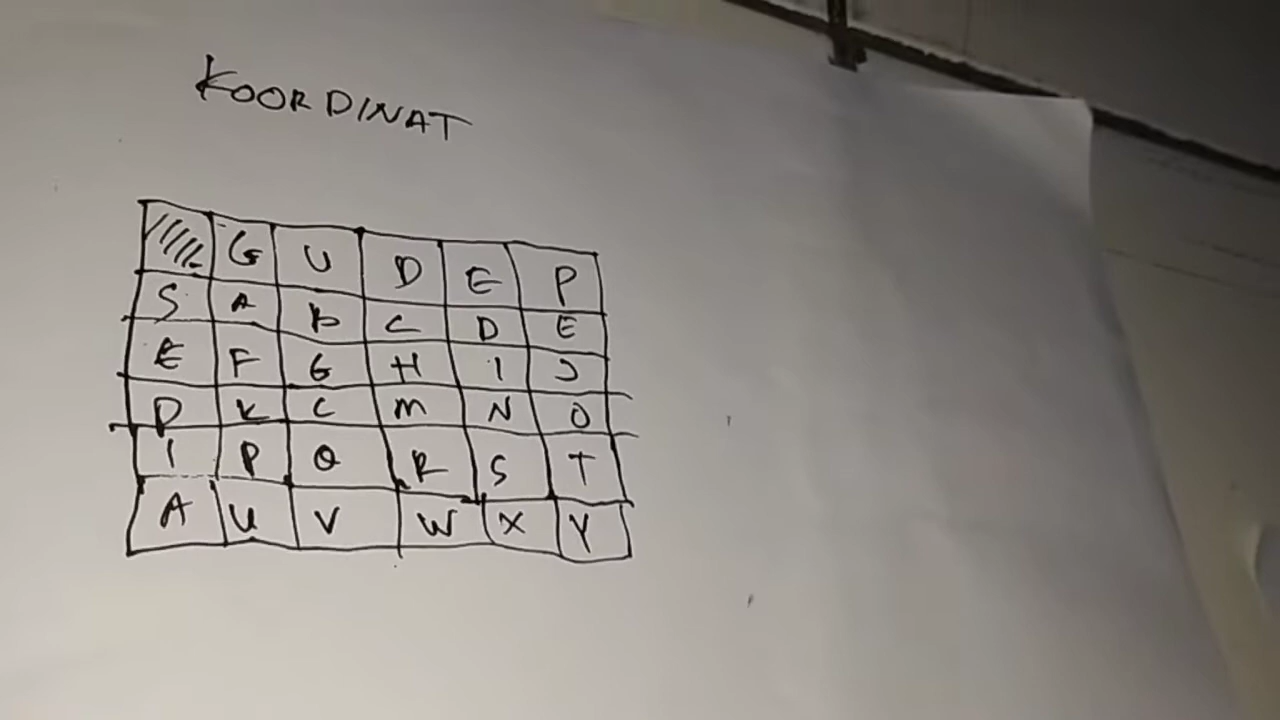 KOORDINAT
G U D E P
S A B C D E
E F G H I J
D K L M N O
I P Q R S T
A U V W X Y